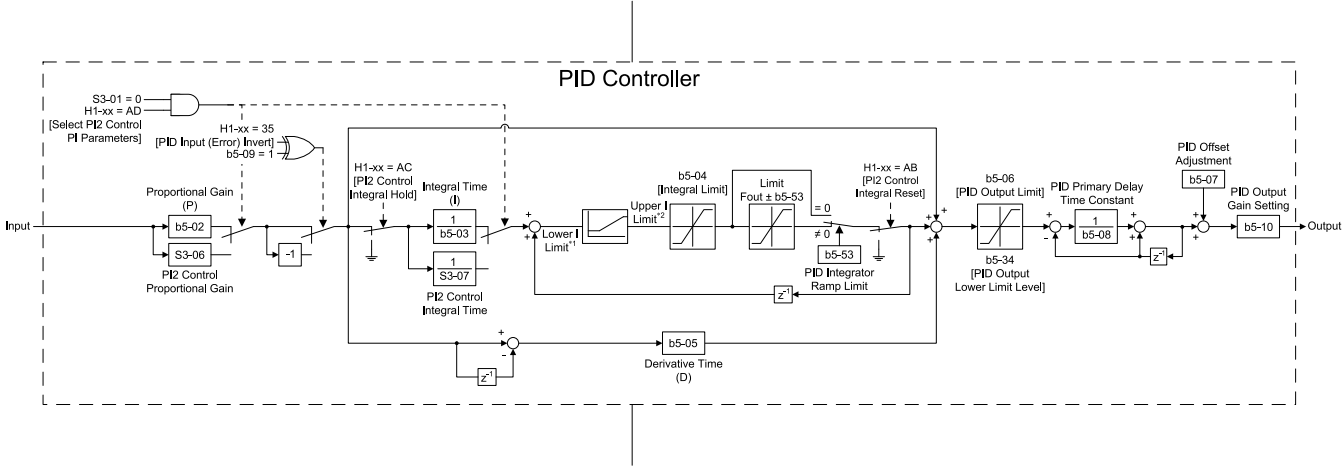 PID Controller
S3-01 = 0
H1-xx = AD
[Select PI2 Control
PI Parameters]
H1-xx = 35
[PID Input (Error) Invert]
b5-09 = 1
Input
Proportional Gain
(P)
b5-02
S3-06
PI2 Control
Proportional Gain
-1
H1-xx = AC
[PI2 Control
Integral Hold]
Integral Time
(I)
1
b5-03
1
S3-07
PI2 Control
Integral Time
+
+
Upper I
Limit*2
Lower I
Limit*1
b5-04
[Integral Limit]
Limit
Fout ± b5-53
= 0
≠ 0
b5-53
PID Integrator
Ramp Limit
H1-xx = AB
[PI2 Control
Integral Reset]
z-1
+
-
z-1
b5-05
Derivative Time
(D)
+
+
+
b5-06
[PID Output Limit]
b5-34
[PID Output
Lower Limit Level]
PID Primary Delay
Time Constant
+
-
1
b5-08
+
+
z-1
PID Offset
Adjustment
b5-07
+
+
PID Output
Gain Setting
b5-10
Output